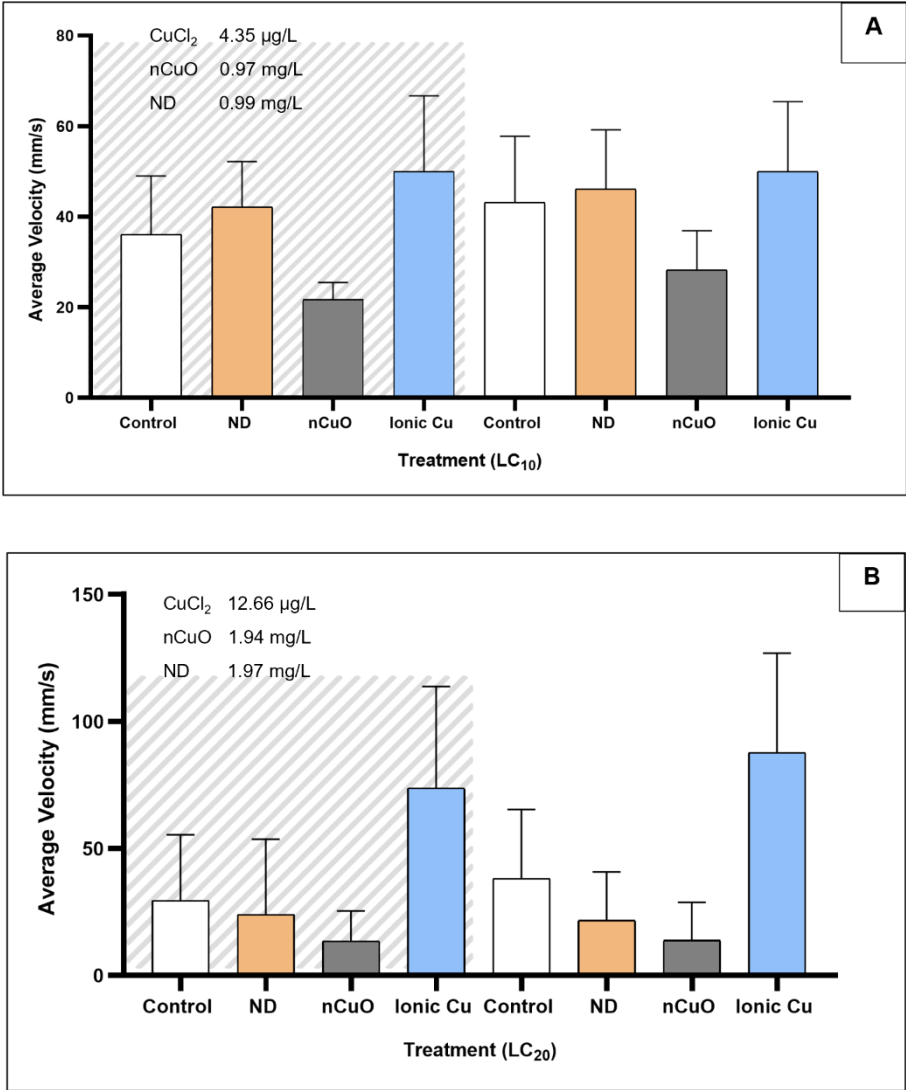 A
CuCl₂ 4.35 µg/L
nCuO 0.97 mg/L
ND 0.99 mg/L
80
60
40
20
0
Average Velocity (mm/s)
Control ND nCuO Ionic Cu Control ND nCuO Ionic Cu
Treatment (LC₁₀)
B
CuCl₂ 12.66 µg/L
nCuO 1.94 mg/L
ND 1.97 mg/L
150
100
50
0
Average Velocity (mm/s)
Control ND nCuO Ionic Cu Control ND nCuO Ionic Cu
Treatment (LC₂₀)